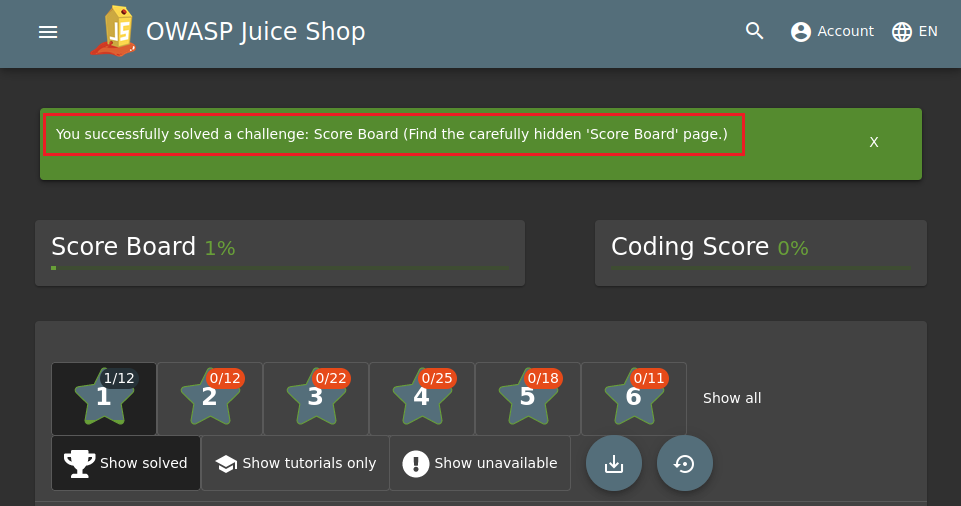 JS OWASP Juice Shop Account EN
You successfully solved a challenge: Score Board (Find the carefully hidden 'Score Board' page.)
X
Score Board 1% Coding Score 0%
1/12 0/12 0/22 0/25 0/18 0/11
1 2 3 4 5 6 Show all
Show solved Show tutorials only Show unavailable